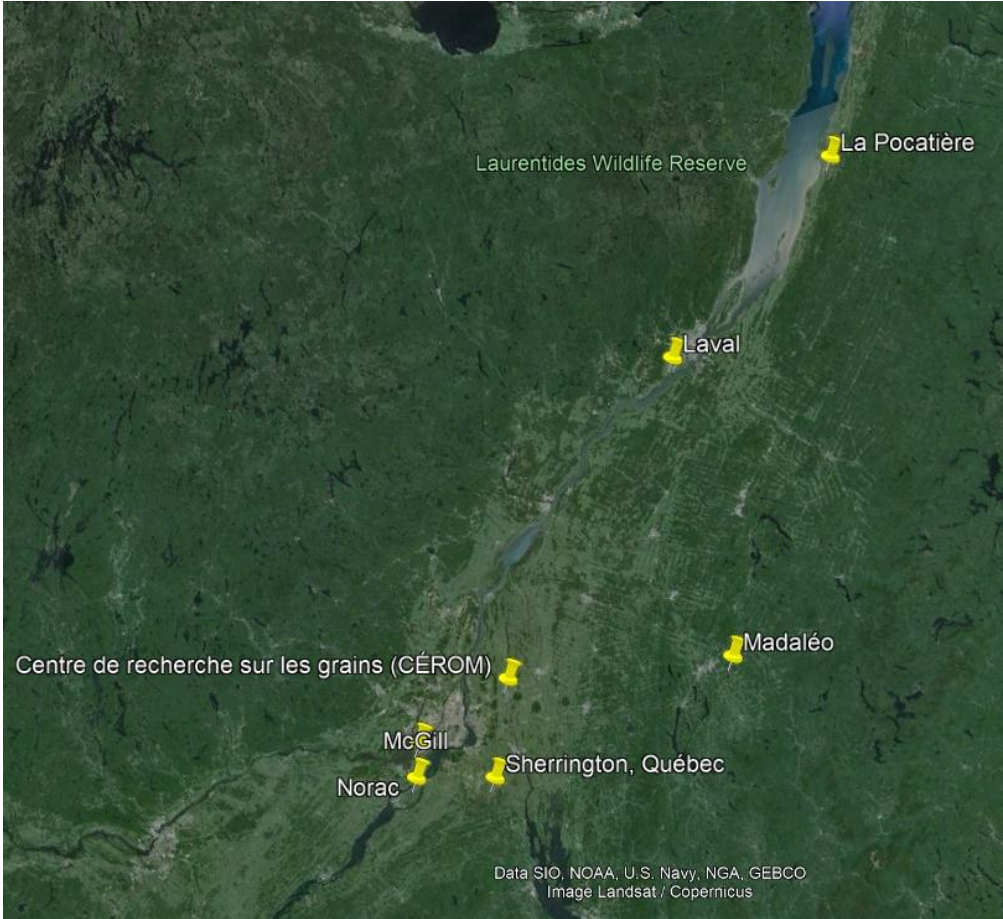 La Pocatière
Laurentides Wildlife Reserve
Laval
Madaléo
Centre de recherche sur les grains (CÉROM)
McGill
Sherrington, Québec
Norac
Data SIO, NOAA, U.S. Navy, NGA, GEBCO
Image Landsat / Copernicus